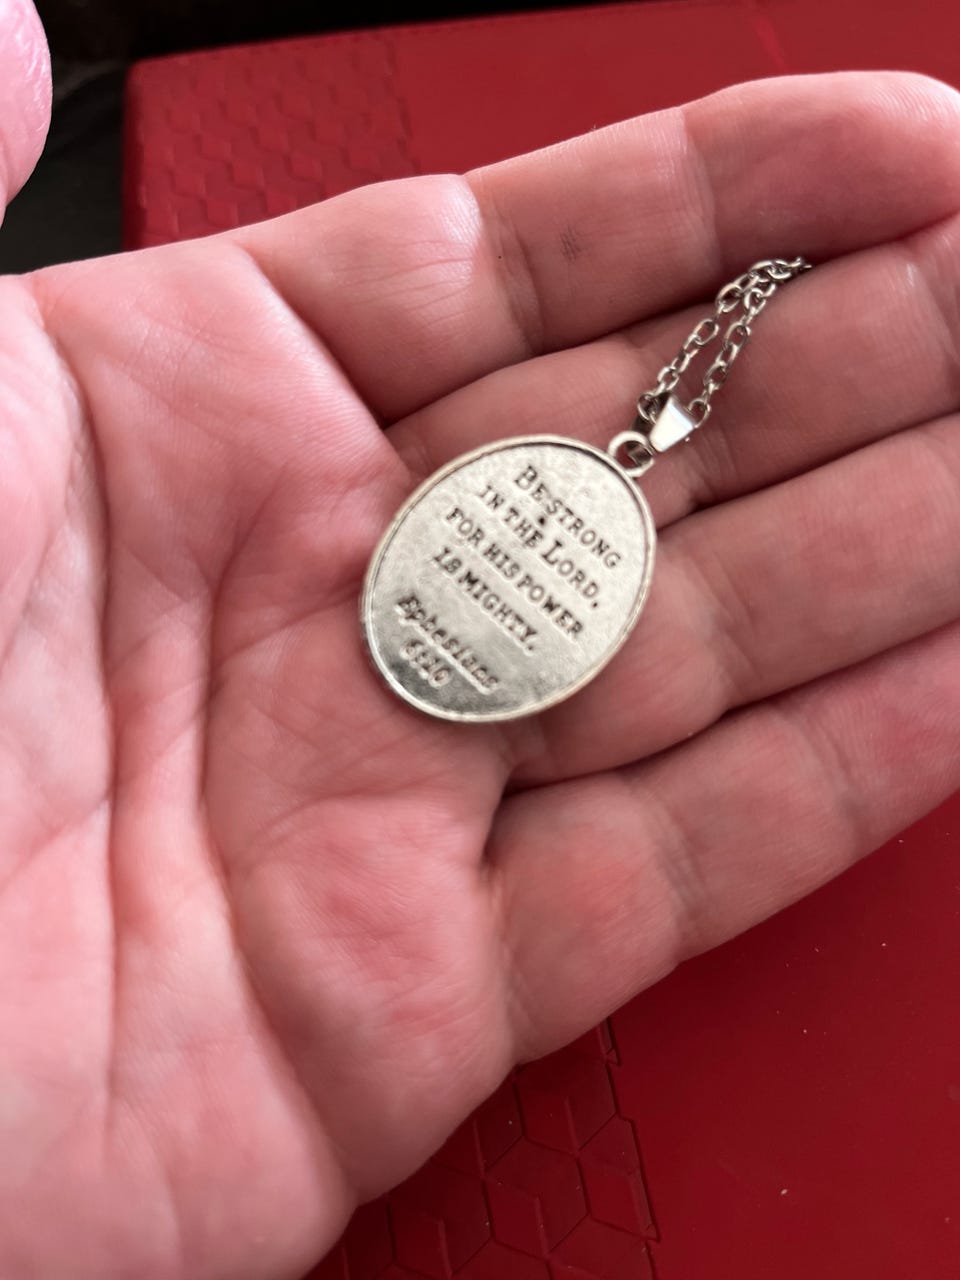 BE STRONG
IN THE LORD,
FOR HIS POWER
IS MIGHTY.
Ephesians
6:10